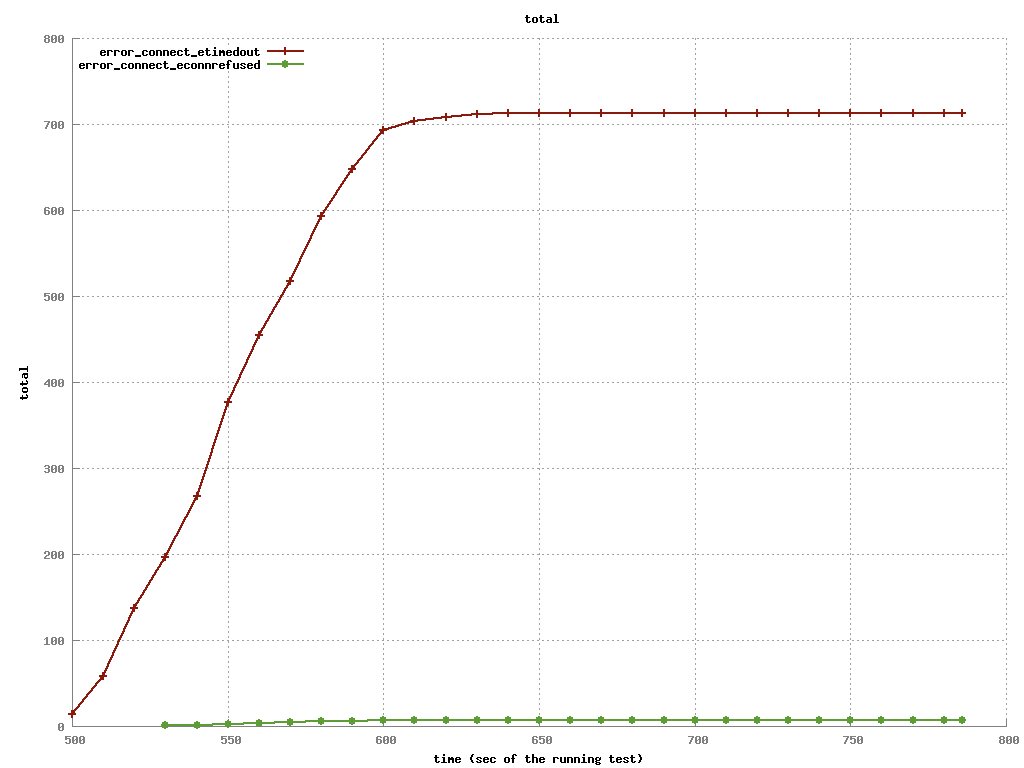 total
error_connect_etimedout
error_connect_econnrefused
800
700
600
500
400
300
200
100
0
total
500 550 600 650 700 750 800
time (sec of the running test)